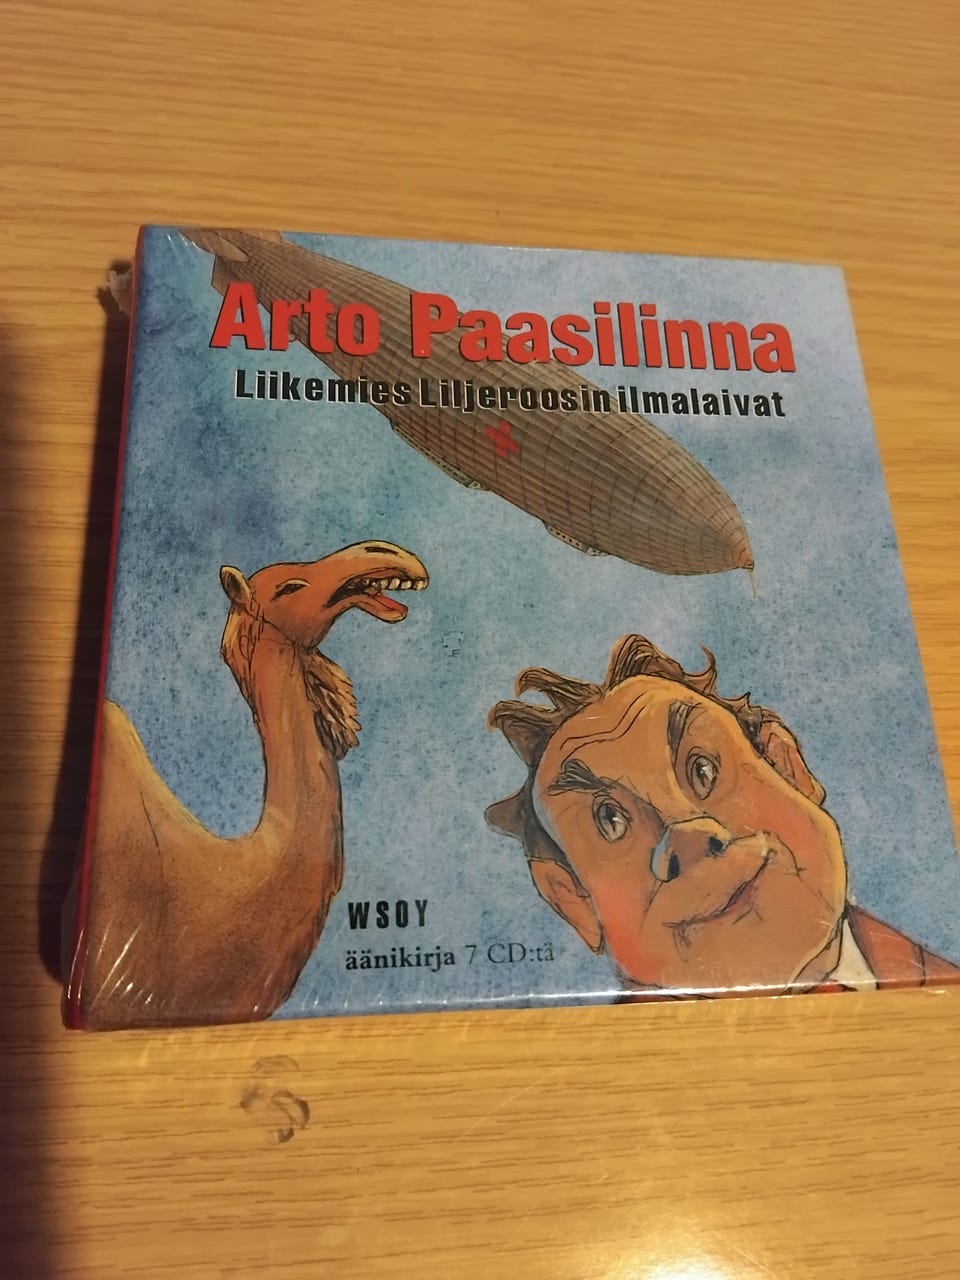 Arto Paasilinna
Liikemies Liljeroosin ilmalaivat
WSOY
äänikirja 7 CD:tä